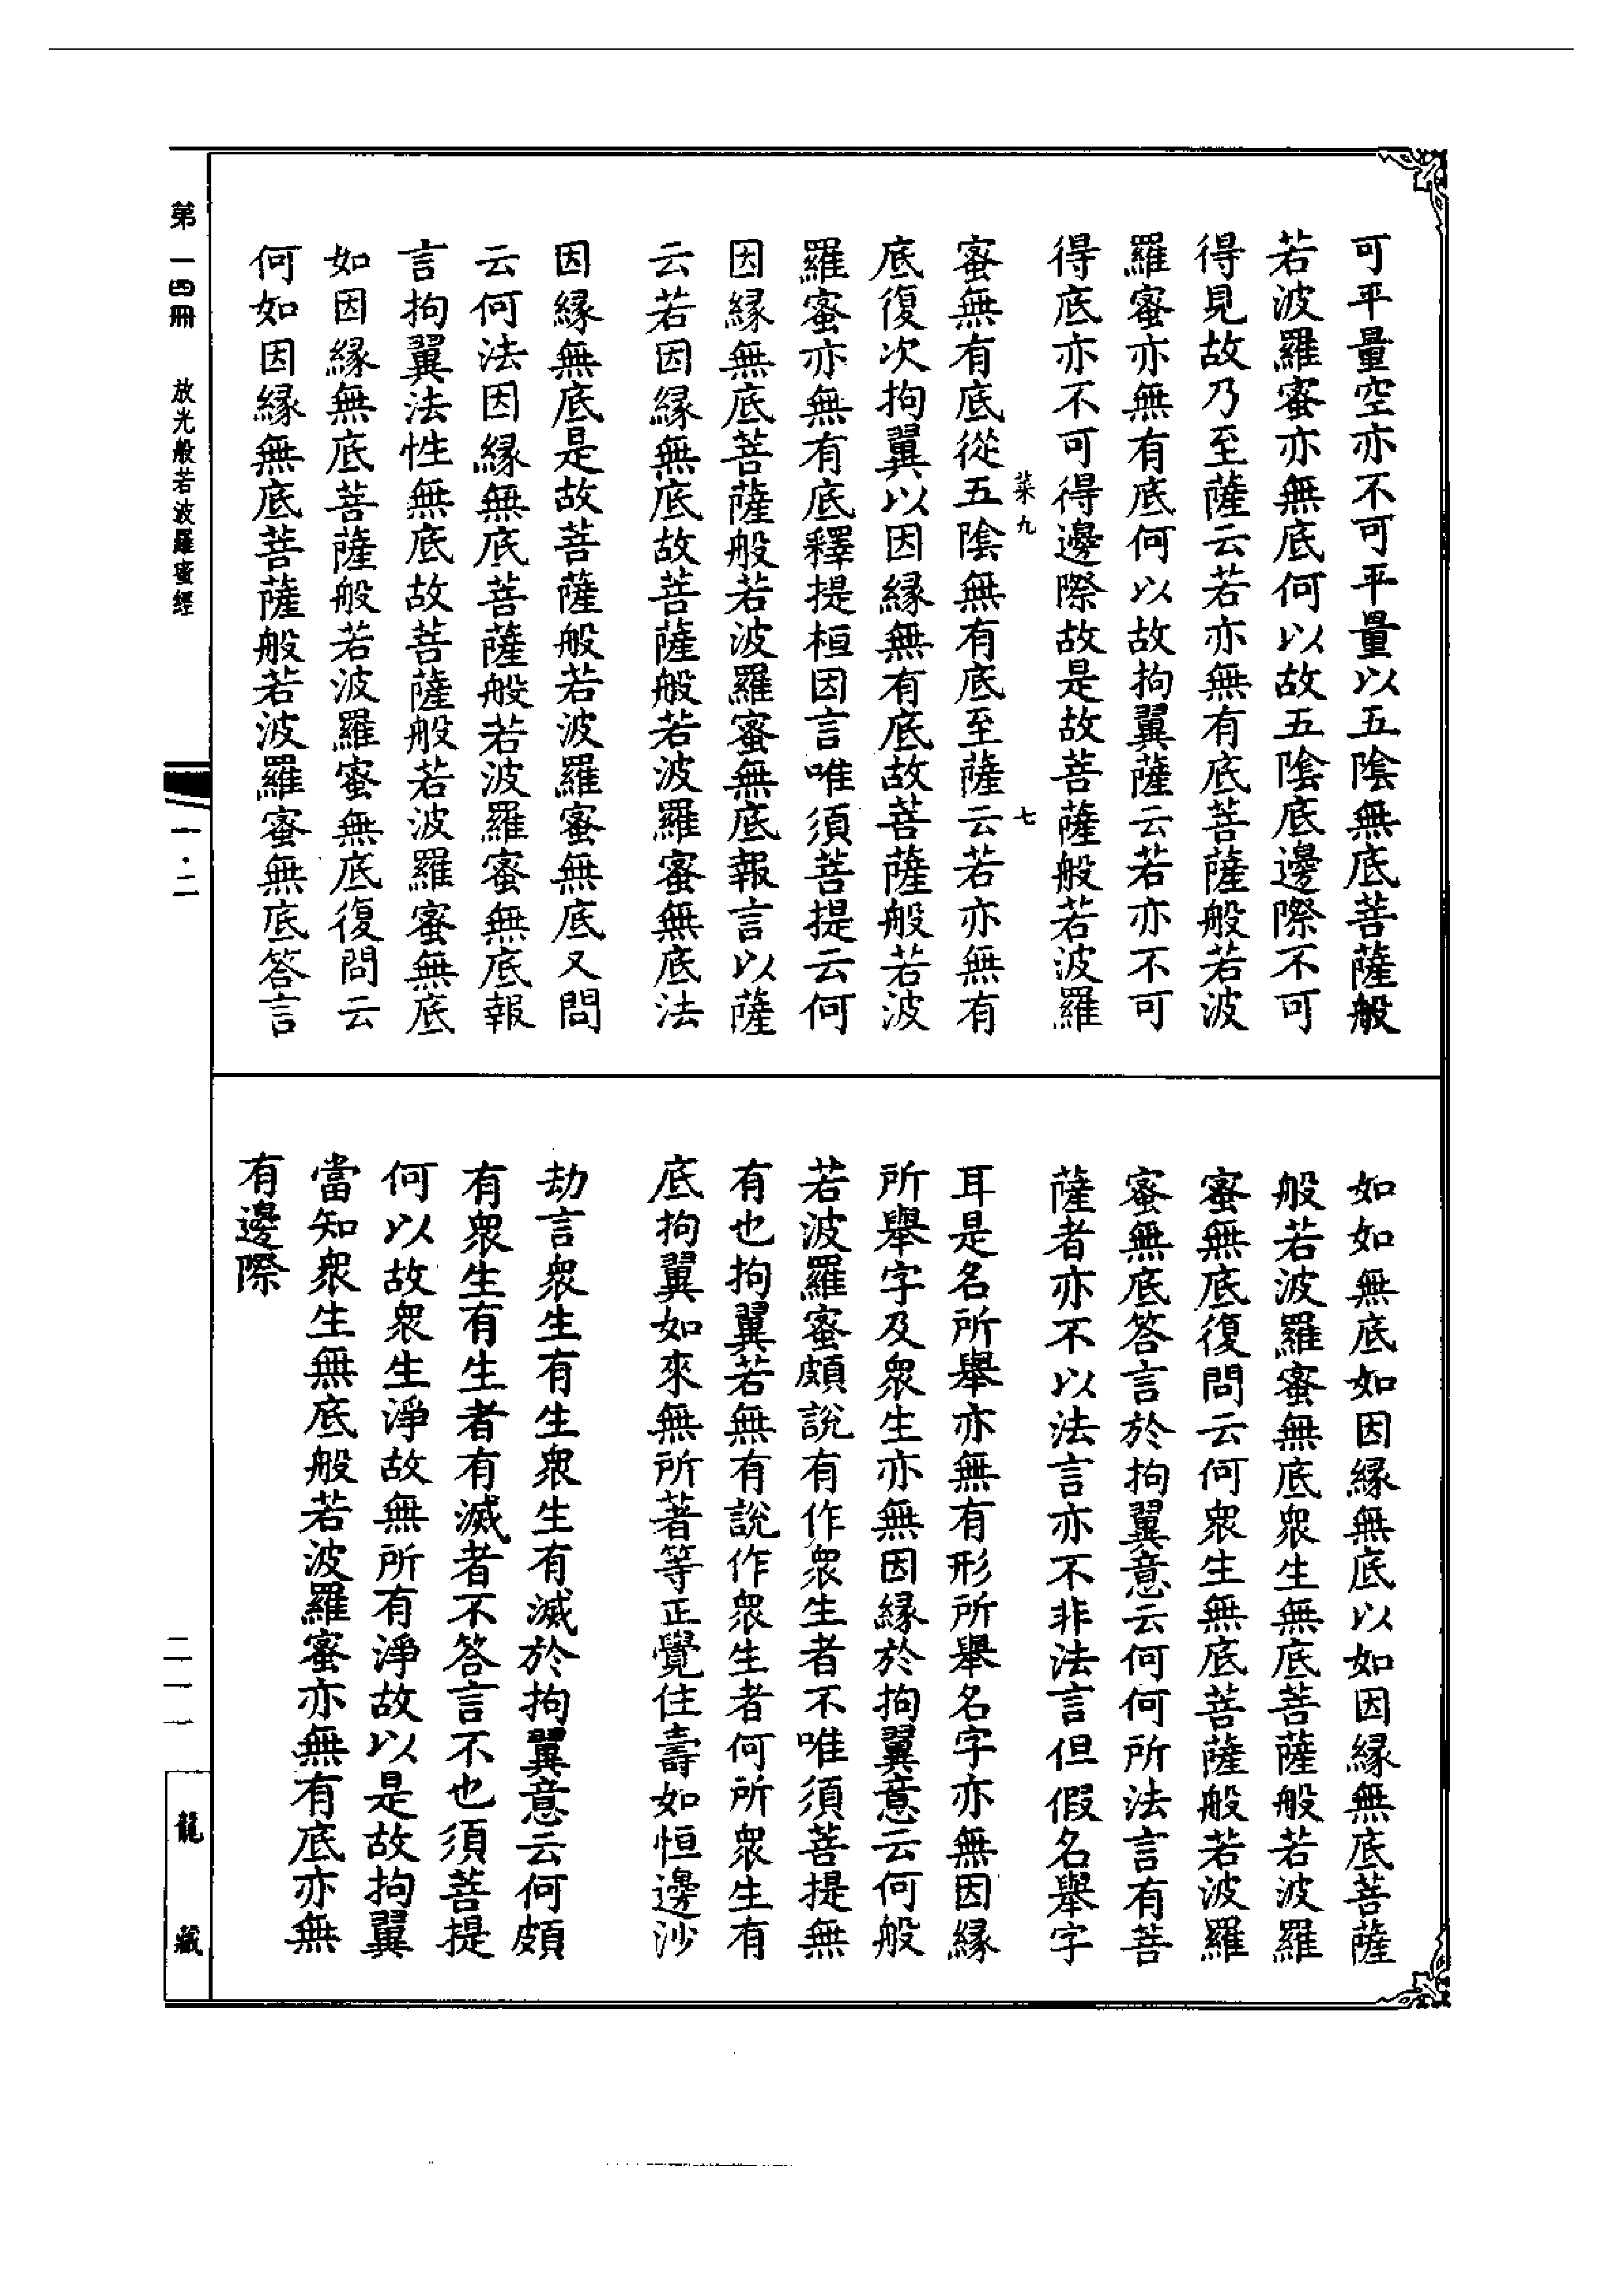 可平量空亦不可平量以五陰無底菩薩般
若波羅蜜亦無底何以故五陰底邊際不可
得見故乃至薩云若亦無有底菩薩般若波
羅蜜亦無有底何以故拘翼薩云若亦不可
得底亦不可得邊際故是故菩薩般若波羅
菜九 七
蜜無有底從五陰無有底至薩云若亦無有
底復次拘翼以因緣無有底故菩薩般若波
羅蜜亦無有底釋提桓因言唯須菩提云何
因緣無底菩薩般若波羅蜜無底報言以薩
云若因緣無底故菩薩般若波羅蜜無底法
因緣無底是故菩薩般若波羅蜜無底又問
云何法因緣無底菩薩般若波羅蜜無底報
言拘翼法性無底故菩薩般若波羅蜜無底
如因緣無底菩薩般若波羅蜜無底復問云
何如因緣無底菩薩般若波羅蜜無底答言
如如無底如因緣無底以如因緣無底菩薩
般若波羅蜜無底眾生無底菩薩般若波羅
蜜無底復問云何眾生無底菩薩般若波羅
蜜無底答言於拘翼意云何何所法言有菩
薩者亦不以法言亦不非法言但假名舉字
耳是名所舉亦無有形所舉名字亦無因緣
所舉字及眾生亦無因緣於拘翼意云何般
若波羅蜜頗說有作眾生者不唯須菩提無
有也拘翼若無有說作眾生者何所眾生有
底拘翼如來無所著等正覺住壽如恒邊沙
劫言眾生有生眾生有滅於拘翼意云何頗
有眾生有生者有滅者不答言不也須菩提
何以故眾生淨故無所有淨故以是故拘翼
當知眾生無底般若波羅蜜亦無有底亦無
有邊際
第一四冊 放光般若波羅蜜經
一·二
二一一
龍藏